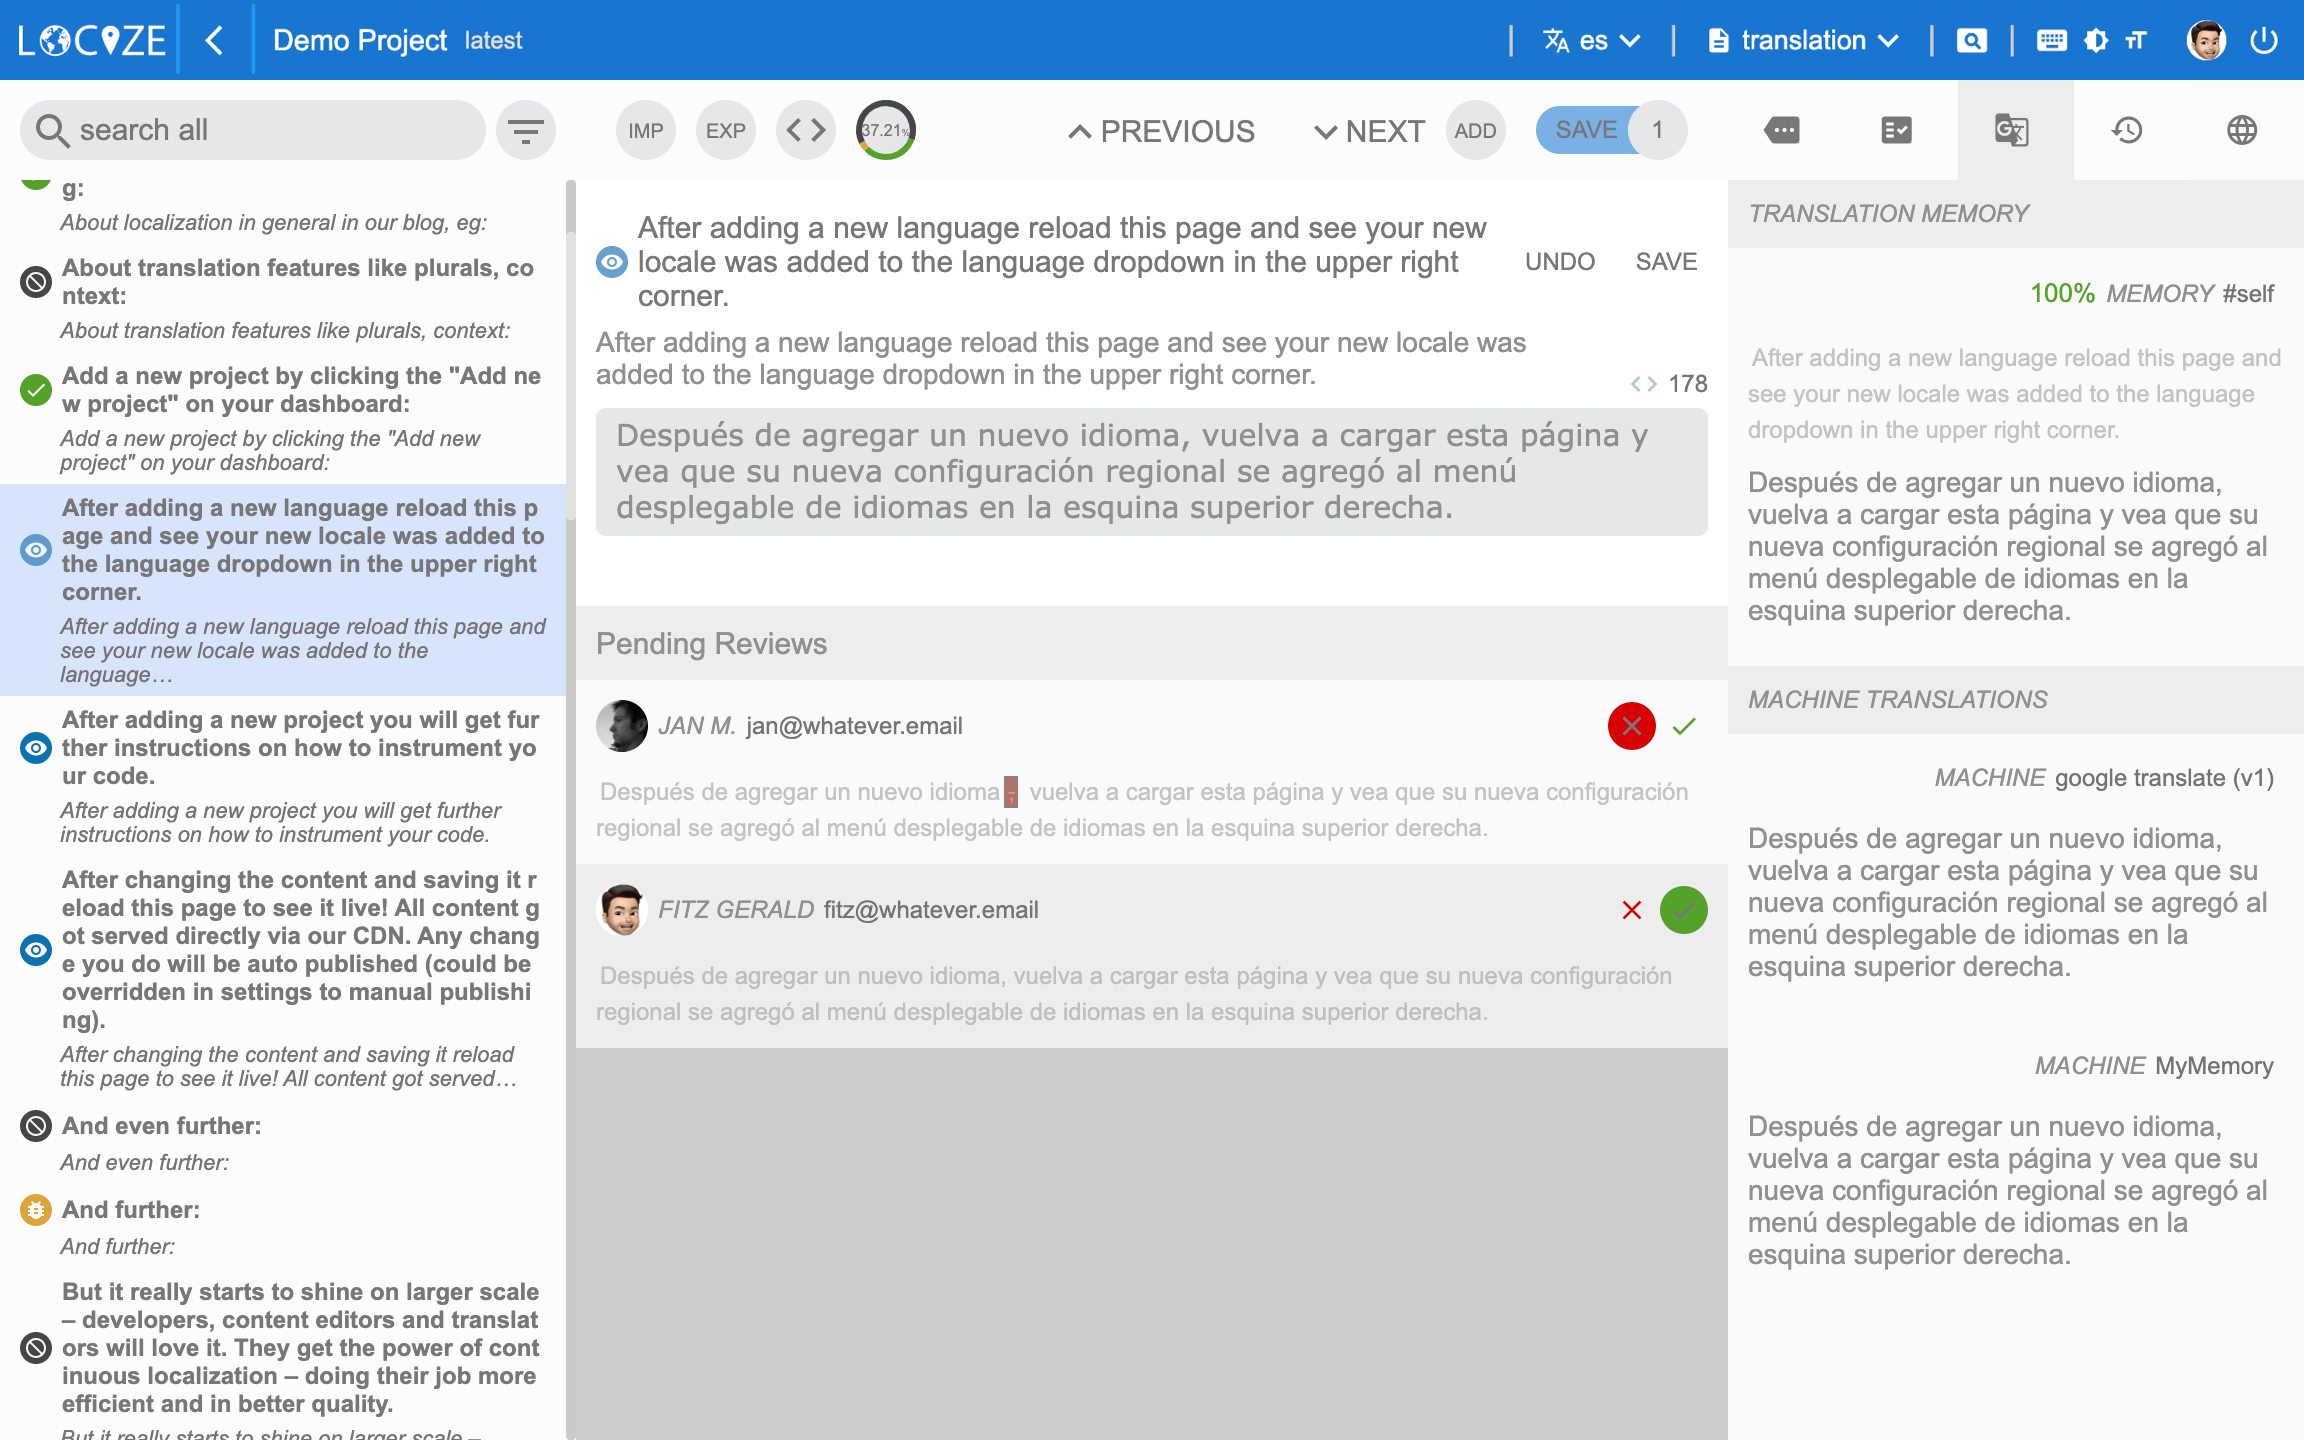 LOCIZE
Demo Project latest
es
translation
search all
IMP
EXP
37.21%
PREVIOUS
NEXT
ADD
SAVE 1
g:
About localization in general in our blog, eg:
About translation features like plurals, co
ntext:
About translation features like plurals, context:
Add a new project by clicking the "Add ne
w project" on your dashboard:
Add a new project by clicking the "Add new
project" on your dashboard:
After adding a new language reload this p
age and see your new locale was added to
the language dropdown in the upper right
corner.
After adding a new language reload this page and
see your new locale was added to the
language…
After adding a new project you will get fur
ther instructions on how to instrument yo
ur code.
After adding a new project you will get further
instructions on how to instrument your code.
After changing the content and saving it r
eload this page to see it live! All content g
ot served directly via our CDN. Any chang
e you do will be auto published (could be
overridden in settings to manual publishi
ng).
After changing the content and saving it reload
this page to see it live! All content got served…
And even further:
And even further:
And further:
And further:
But it really starts to shine on larger scale
– developers, content editors and translat
ors will love it. They get the power of cont
inuous localization – doing their job more
efficient and in better quality.
But it really starts to shine on larger scale –
After adding a new language reload this page and see your new
locale was added to the language dropdown in the upper right
corner.
UNDO
SAVE
After adding a new language reload this page and see your new locale was
added to the language dropdown in the upper right corner.
178
Después de agregar un nuevo idioma, vuelva a cargar esta página y
vea que su nueva configuración regional se agregó al menú
desplegable de idiomas en la esquina superior derecha.
Pending Reviews
JAN M. jan@whatever.email
Después de agregar un nuevo idioma, vuelva a cargar esta página y vea que su nueva configuración
regional se agregó al menú desplegable de idiomas en la esquina superior derecha.
FITZ GERALD fitz@whatever.email
Después de agregar un nuevo idioma, vuelva a cargar esta página y vea que su nueva configuración
regional se agregó al menú desplegable de idiomas en la esquina superior derecha.
TRANSLATION MEMORY
100% MEMORY #self
After adding a new language reload this page and
see your new locale was added to the language
dropdown in the upper right corner.
Después de agregar un nuevo idioma,
vuelva a cargar esta página y vea que su
nueva configuración regional se agregó al
menú desplegable de idiomas en la
esquina superior derecha.
MACHINE TRANSLATIONS
MACHINE google translate (v1)
Después de agregar un nuevo idioma,
vuelva a cargar esta página y vea que su
nueva configuración regional se agregó al
menú desplegable de idiomas en la
esquina superior derecha.
MACHINE MyMemory
Después de agregar un nuevo idioma,
vuelva a cargar esta página y vea que su
nueva configuración regional se agregó al
menú desplegable de idiomas en la
esquina superior derecha.